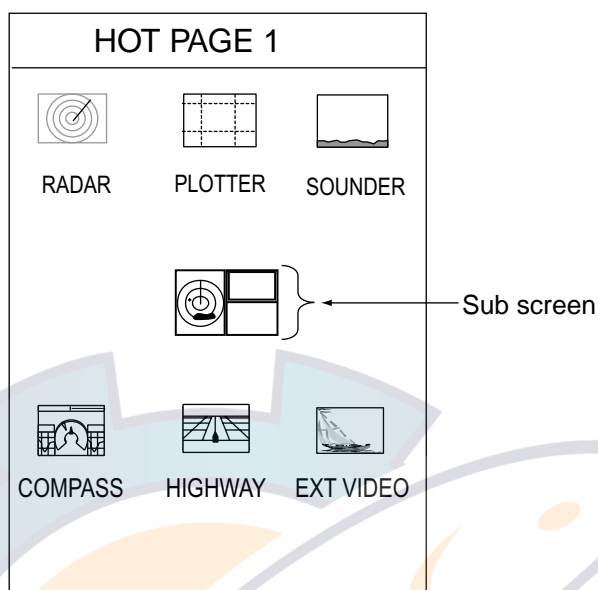 HOT PAGE 1
RADAR PLOTTER SOUNDER
Sub screen
COMPASS HIGHWAY EXT VIDEO